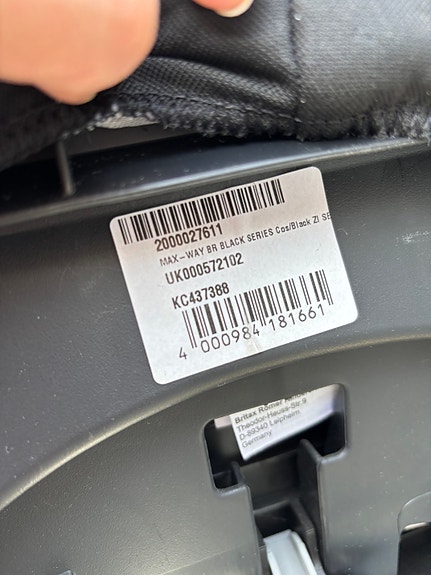 2000027611
MAX-WAY BR BLACK SERIES Cos/Black ZI SE
UK000572102
KC437388
4 000984 181661
Britax Römer
Theodor-Heuss-Str. 9
D-89340 Leipheim
Germany